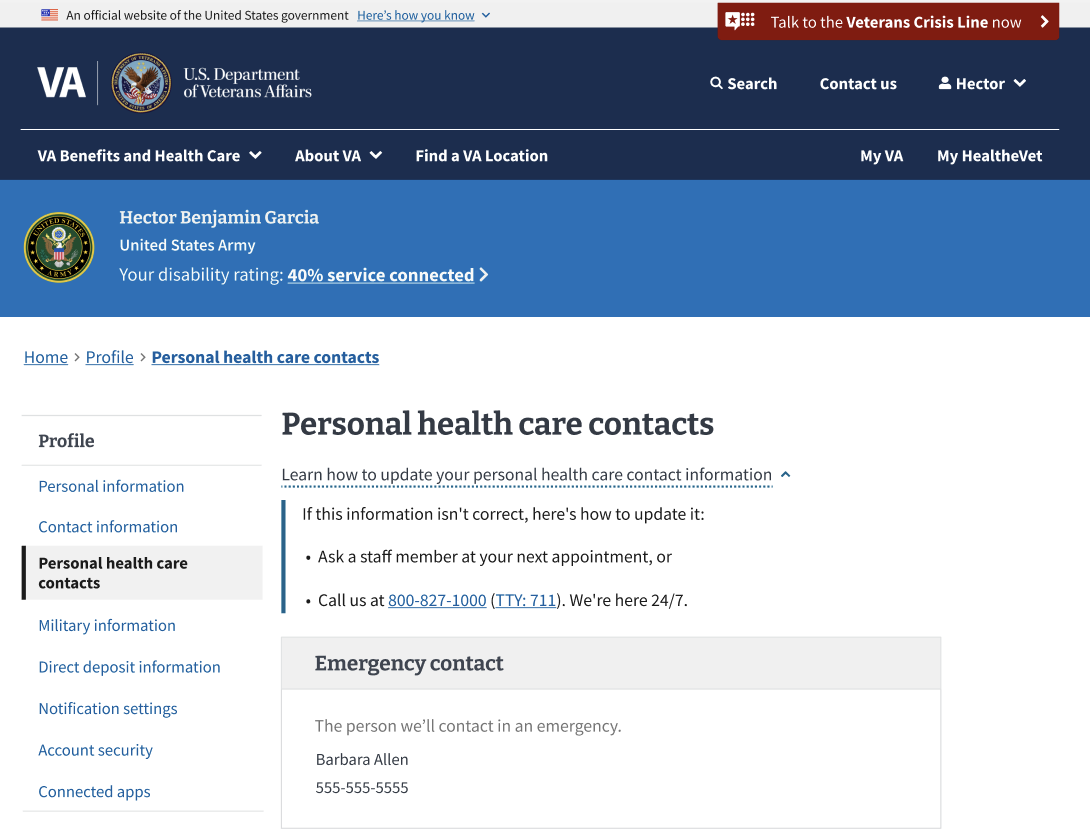 An official website of the United States government Here's how you know
Talk to the Veterans Crisis Line now
VA
U.S. Department
of Veterans Affairs
Search Contact us Hector
VA Benefits and Health Care About VA Find a VA Location My VA My HealtheVet
UNITED STATES
ARMY
Hector Benjamin Garcia
United States Army
Your disability rating: 40% service connected
Home Profile Personal health care contacts
Profile
Personal information
Contact information
Personal health care
contacts
Military information
Direct deposit information
Notification settings
Account security
Connected apps
Personal health care contacts
Learn how to update your personal health care contact information
If this information isn't correct, here's how to update it:
• Ask a staff member at your next appointment, or
• Call us at 800-827-1000 (TTY: 711). We're here 24/7.
Emergency contact
The person we’ll contact in an emergency.
Barbara Allen
555-555-5555